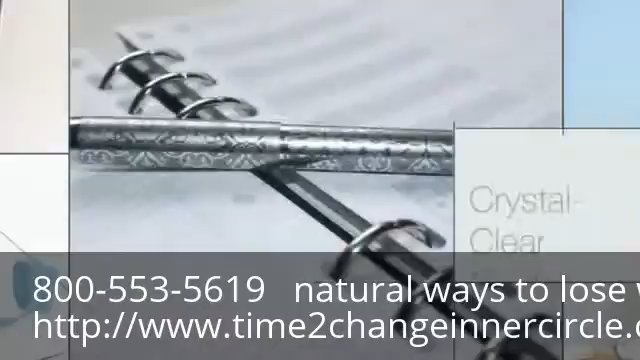 Crystal-
Clear
800-553-5619 natural ways to lose
http://www.time2changeinnercircle.